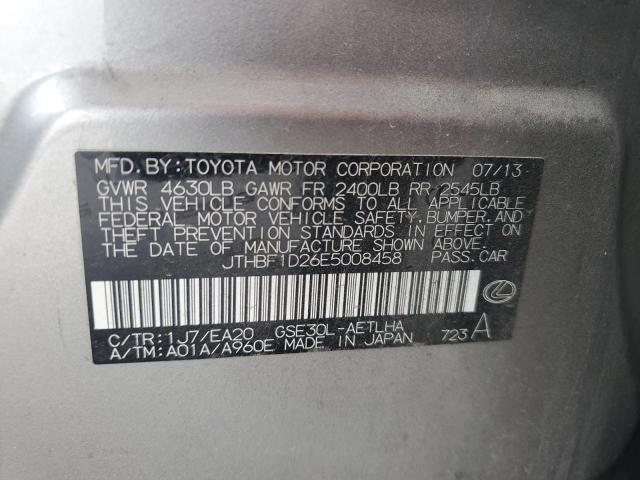 MFD.BY:TOYOTA MOTOR CORPORATION 07/13
GVWR 4630LB GAWR FR 2400LB RR 2545LB
THIS VEHICLE CONFORMS TO ALL APPLICABLE
FEDERAL MOTOR VEHICLE SAFETY,BUMPER,AND
THEFT PREVENTION STANDARDS IN EFFECT ON
THE DATE OF MANUFACTURE SHOWN ABOVE.
JTHBF1D26E5008458 PASS.CAR
C/TR:1J7/EA20 GSE30L-AETLHA
A/TM:A01A/A960E MADE IN JAPAN 723A